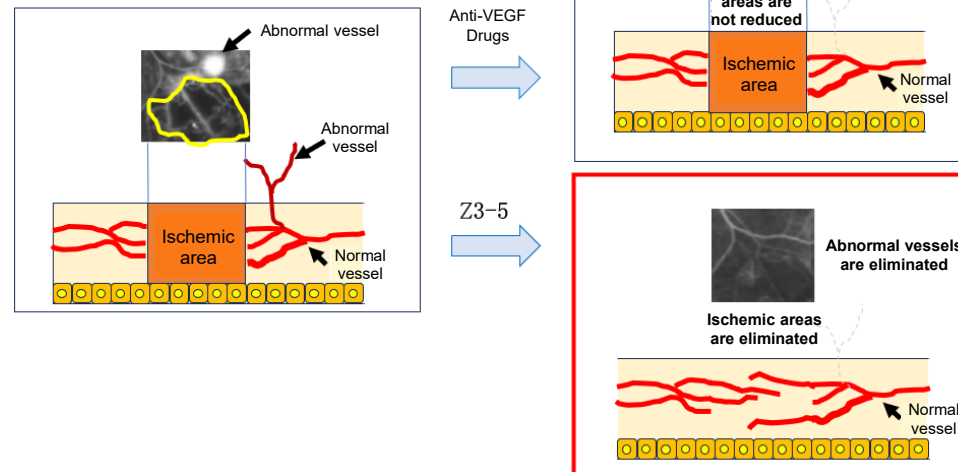 Abnormal vessel
Abnormal
vessel
Ischemic
area
Normal
vessel
Anti-VEGF
Drugs
Z3-5
areas are
not reduced
Ischemic
area
Normal
vessel
Abnormal vessels
are eliminated
Ischemic areas
are eliminated
Normal
vessel